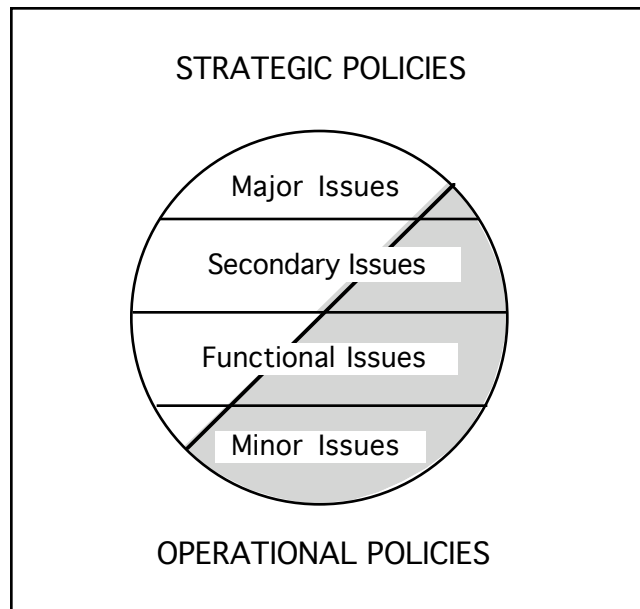 STRATEGIC POLICIES
Major Issues
Secondary Issues
Functional Issues
Minor Issues
OPERATIONAL POLICIES